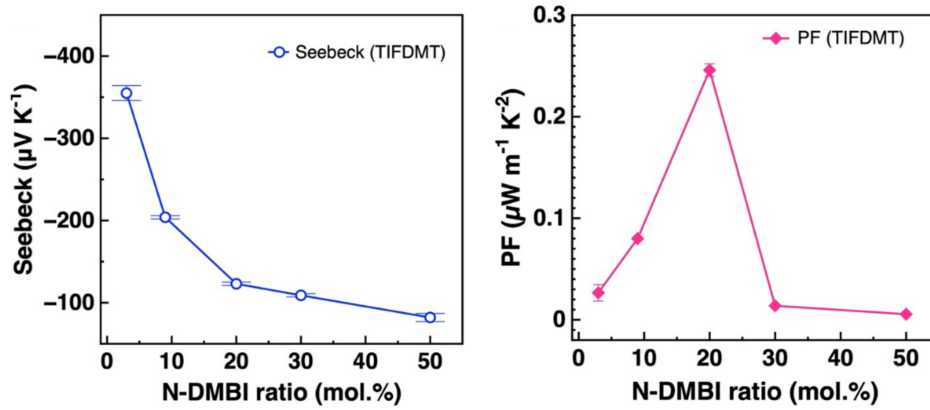 Seebeck (µV K⁻¹)
−400
−300
−200
−100
Seebeck (TIFDMT)
0 10 20 30 40 50
N-DMBI ratio (mol.%)
PF (µW m⁻¹ K⁻²)
0.3
0.2
0.1
0
PF (TIFDMT)
0 10 20 30 40 50
N-DMBI ratio (mol.%)